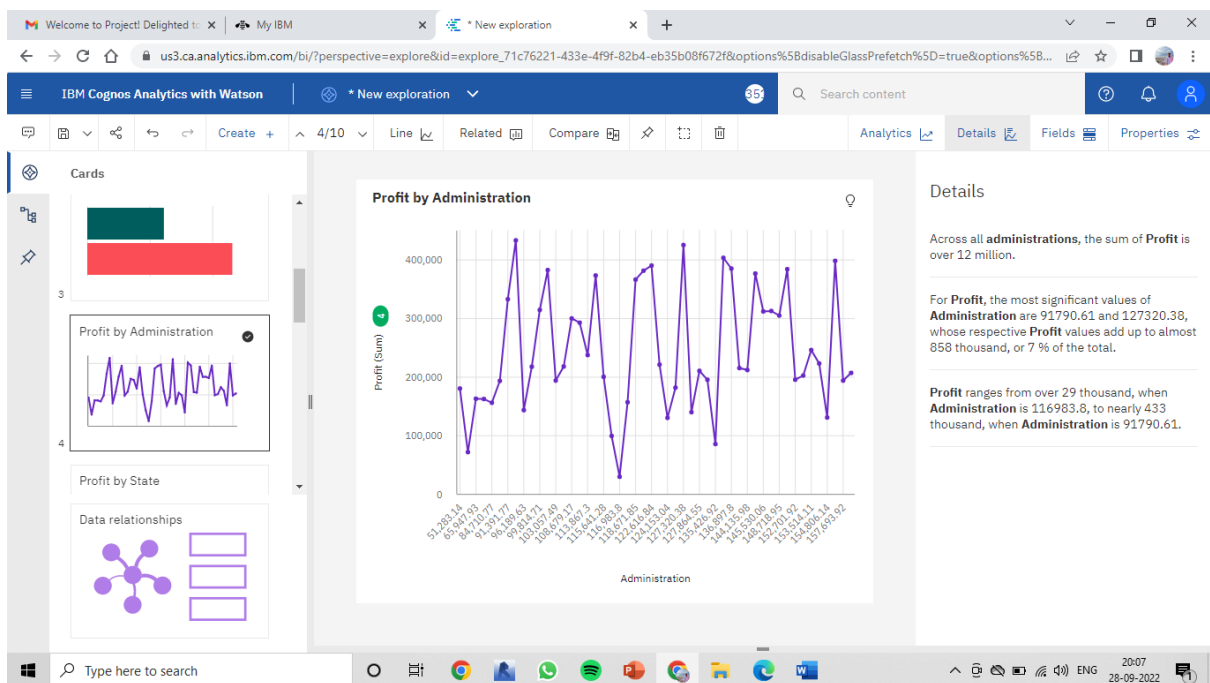 Welcome to Project! Delighted to
My IBM
* New exploration
us3.ca.analytics.ibm.com/bi/?perspective=explore&id=explore_71c76221-433e-4f9f-82b4-eb35b08f672f&options%5BdisableGlassPrefetch%5D=true&options%5B...
IBM Cognos Analytics with Watson
* New exploration
Search content
Create +
4/10
Line
Related
Compare
Analytics
Details
Fields
Properties
Cards
3
Profit by Administration
4
Profit by State
Data relationships
Profit by Administration
400,000
300,000
200,000
100,000
0
Profit (Sum)
51,283.14
65,947.93
84,710.77
91,391.77
96,189.63
99,814.71
103,057.49
108,679.17
113,867.3
115,641.28
116,983.8
118,671.85
122,616.84
124,153.04
127,320.38
127,864.55
135,426.92
136,897.8
144,135.98
145,530.06
148,718.95
152,701.92
153,514.11
154,806.14
157,693.92
Administration
Details
Across all administrations, the sum of Profit is
over 12 million.
For Profit, the most significant values of
Administration are 91790.61 and 127320.38,
whose respective Profit values add up to almost
858 thousand, or 7 % of the total.
Profit ranges from over 29 thousand, when
Administration is 116983.8, to nearly 433
thousand, when Administration is 91790.61.
Type here to search
ENG
20:07
28-09-2022